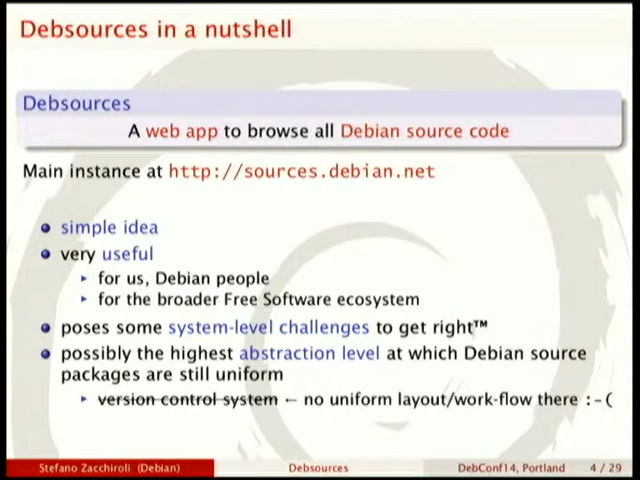 Debsources in a nutshell
Debsources
A web app to browse all Debian source code
Main instance at http://sources.debian.net
simple idea
very useful
for us, Debian people
for the broader Free Software ecosystem
poses some system-level challenges to get right™
possibly the highest abstraction level at which Debian source
packages are still uniform
version control system ← no uniform layout/work-flow there :-(
Stefano Zacchiroli (Debian) Debsources DebConf14, Portland 4 / 29